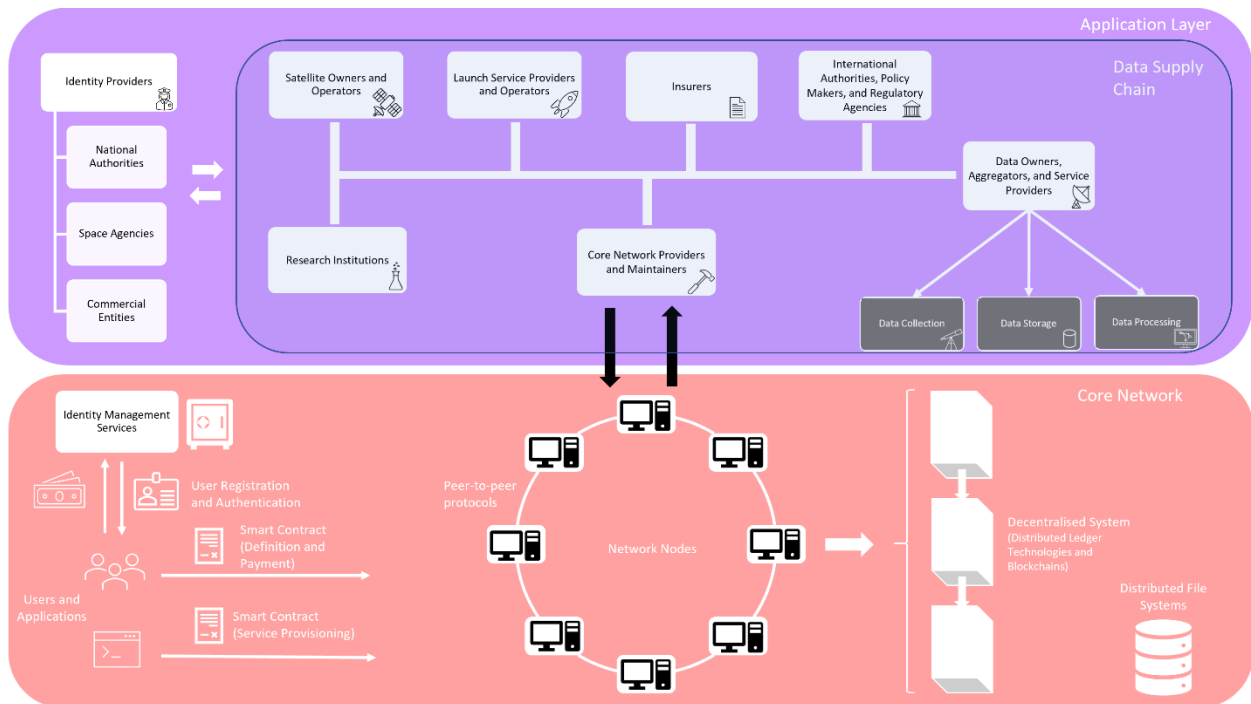 Application Layer
Data Supply
Chain
Identity Providers
National
Authorities
Space Agencies
Commercial
Entities
Satellite Owners and
Operators
Launch Service Providers
and Operators
Insurers
International
Authorities, Policy
Makers, and Regulatory
Agencies
Data Owners,
Aggregators, and Service
Providers
Research Institutions
Core Network Providers
and Maintainers
Data Collection
Data Storage
Data Processing
Core Network
Identity Management
Services
User Registration
and Authentication
Smart Contract
(Definition and
Payment)
Users and
Applications
Smart Contract
(Service Provisioning)
Peer-to-peer
protocols
Network Nodes
Decentralised System
(Distributed Ledger
Technologies and
Blockchains)
Distributed File
Systems